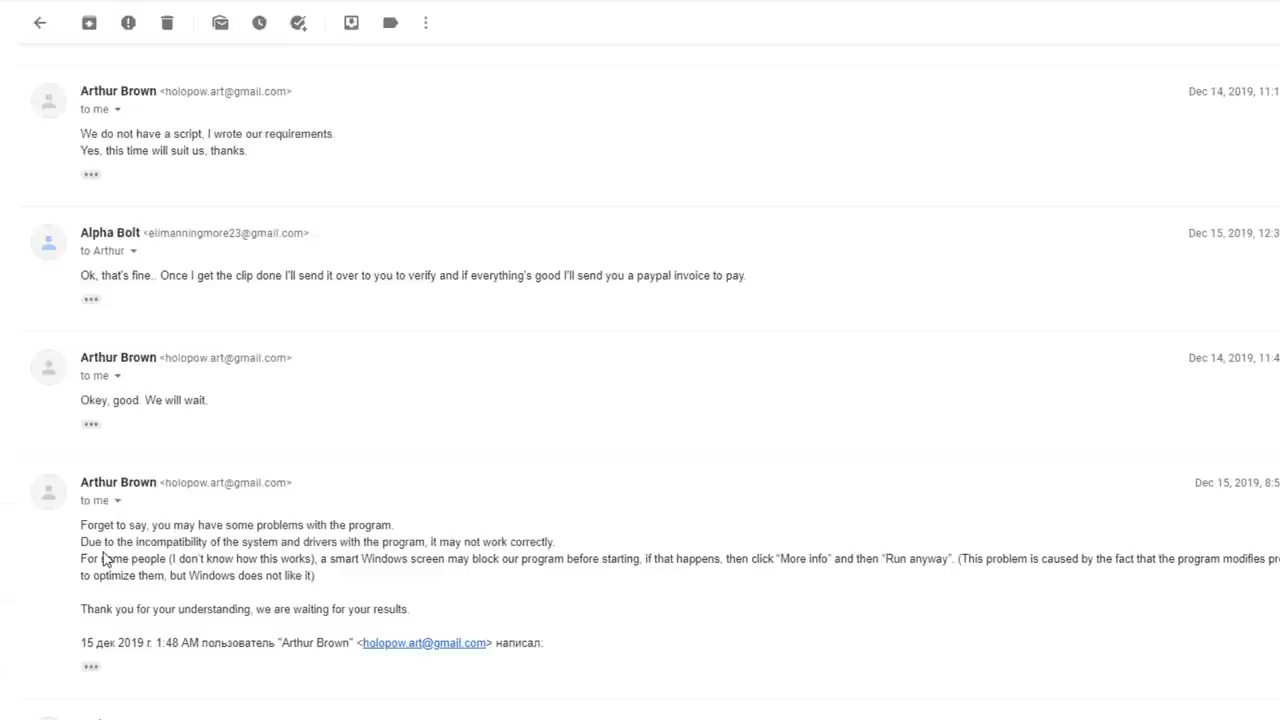 Arthur Brown <holopow.art@gmail.com> Dec 14, 2019, 11:1
to me
We do not have a script, I wrote our requirements.
Yes, this time will suit us, thanks.
Alpha Bolt <elimanningmore23@gmail.com> Dec 15, 2019, 12:3
to Arthur
Ok, that's fine.. Once I get the clip done I'll send it over to you to verify and if everything's good I'll send you a paypal invoice to pay.
Arthur Brown <holopow.art@gmail.com> Dec 14, 2019, 11:4
to me
Okey, good. We will wait.
Arthur Brown <holopow.art@gmail.com> Dec 15, 2019, 8:5
to me
Forget to say, you may have some problems with the program.
Due to the incompatibility of the system and drivers with the program, it may not work correctly.
For some people (I don't know how this works), a smart Windows screen may block our program before starting, if that happens, then click “More info” and then “Run anyway”. (This problem is caused by the fact that the program modifies
to optimize them, but Windows does not like it)
Thank you for your understanding, we are waiting for your results.
15 дек 2019 г. 1:48 AM пользователь "Arthur Brown" <holopow.art@gmail.com> написал: